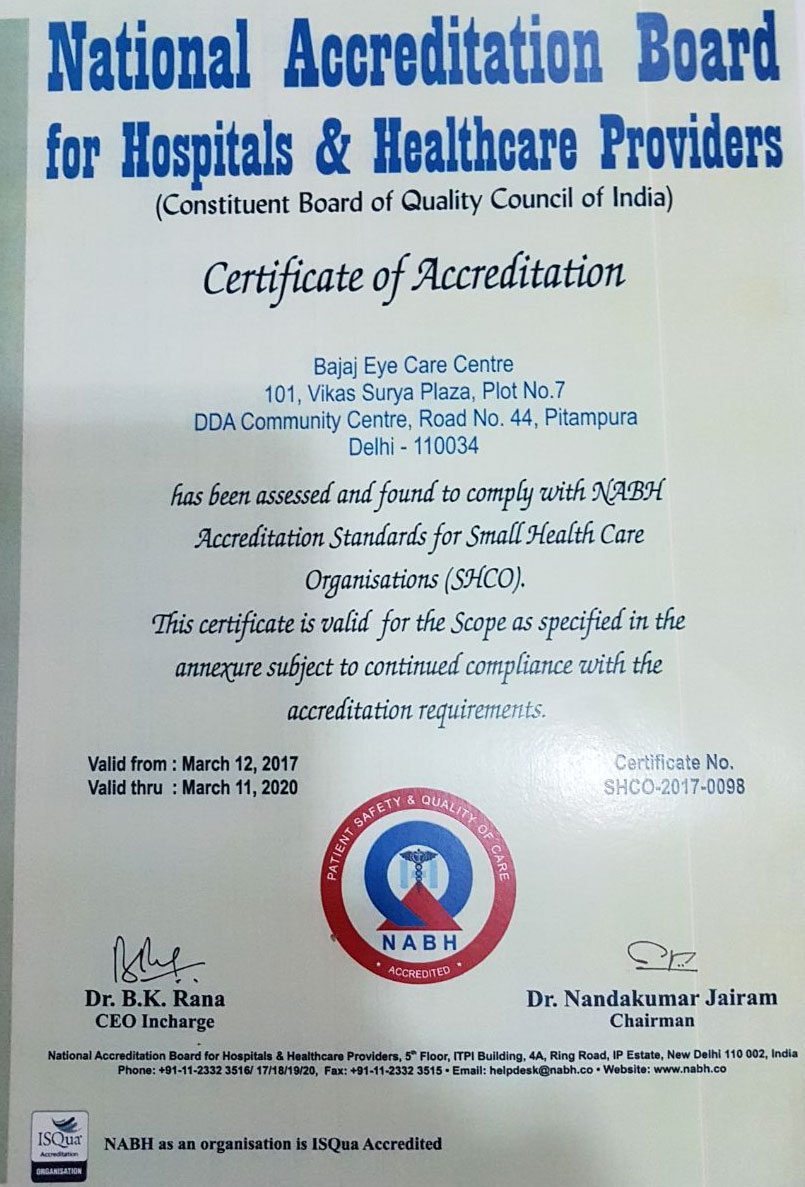 National Accreditation Board
for Hospitals & Healthcare Providers
(Constituent Board of Quality Council of India)
Certificate of Accreditation
Bajaj Eye Care Centre
101, Vikas Surya Plaza, Plot No.7
DDA Community Centre, Road No. 44, Pitampura
Delhi - 110034
has been assessed and found to comply with NABH
Accreditation Standards for Small Health Care
Organisations (SHCO).
This certificate is valid for the Scope as specified in the
annexure subject to continued compliance with the
accreditation requirements.
Valid from : March 12, 2017
Valid thru : March 11, 2020
Certificate No.
SHCO-2017-0098
PATIENT SAFETY & QUALITY OF CARE
NABH
• ACCREDITED •
Dr. B.K. Rana
CEO Incharge
Dr. Nandakumar Jairam
Chairman
National Accreditation Board for Hospitals & Healthcare Providers, 5th Floor, ITPI Building, 4A, Ring Road, IP Estate, New Delhi 110 002, India
Phone: +91-11-2332 3516/ 17/18/19/20, Fax: +91-11-2332 3515 • Email: helpdesk@nabh.co • Website: www.nabh.co
ISQua
Accreditation
ORGANISATION
NABH as an organisation is ISQua Accredited